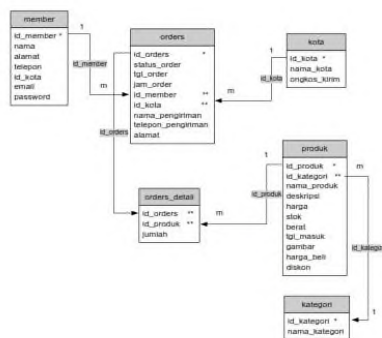 member
id_member *
nama
alamat
telepon
id_kota
email
password
1
id_member
m
orders
id_orders *
status_order
tgl_order
jam_order
id_member **
id_kota **
nama_pengiriman
telepon_pengiriman
alamat
id_orders
kota
id_kota *
nama_kota
ongkos_kirim
1
id_kota
m
orders_detail
id_orders **
id_produk **
jumlah
1
id_produk
m
produk
id_produk *
id_kategori **
nama_produk
deskripsi
harga
stok
berat
tgl_masuk
gambar
harga_beli
diskon
m
id_kategori
1
kategori
id_kategori *
nama_kategori